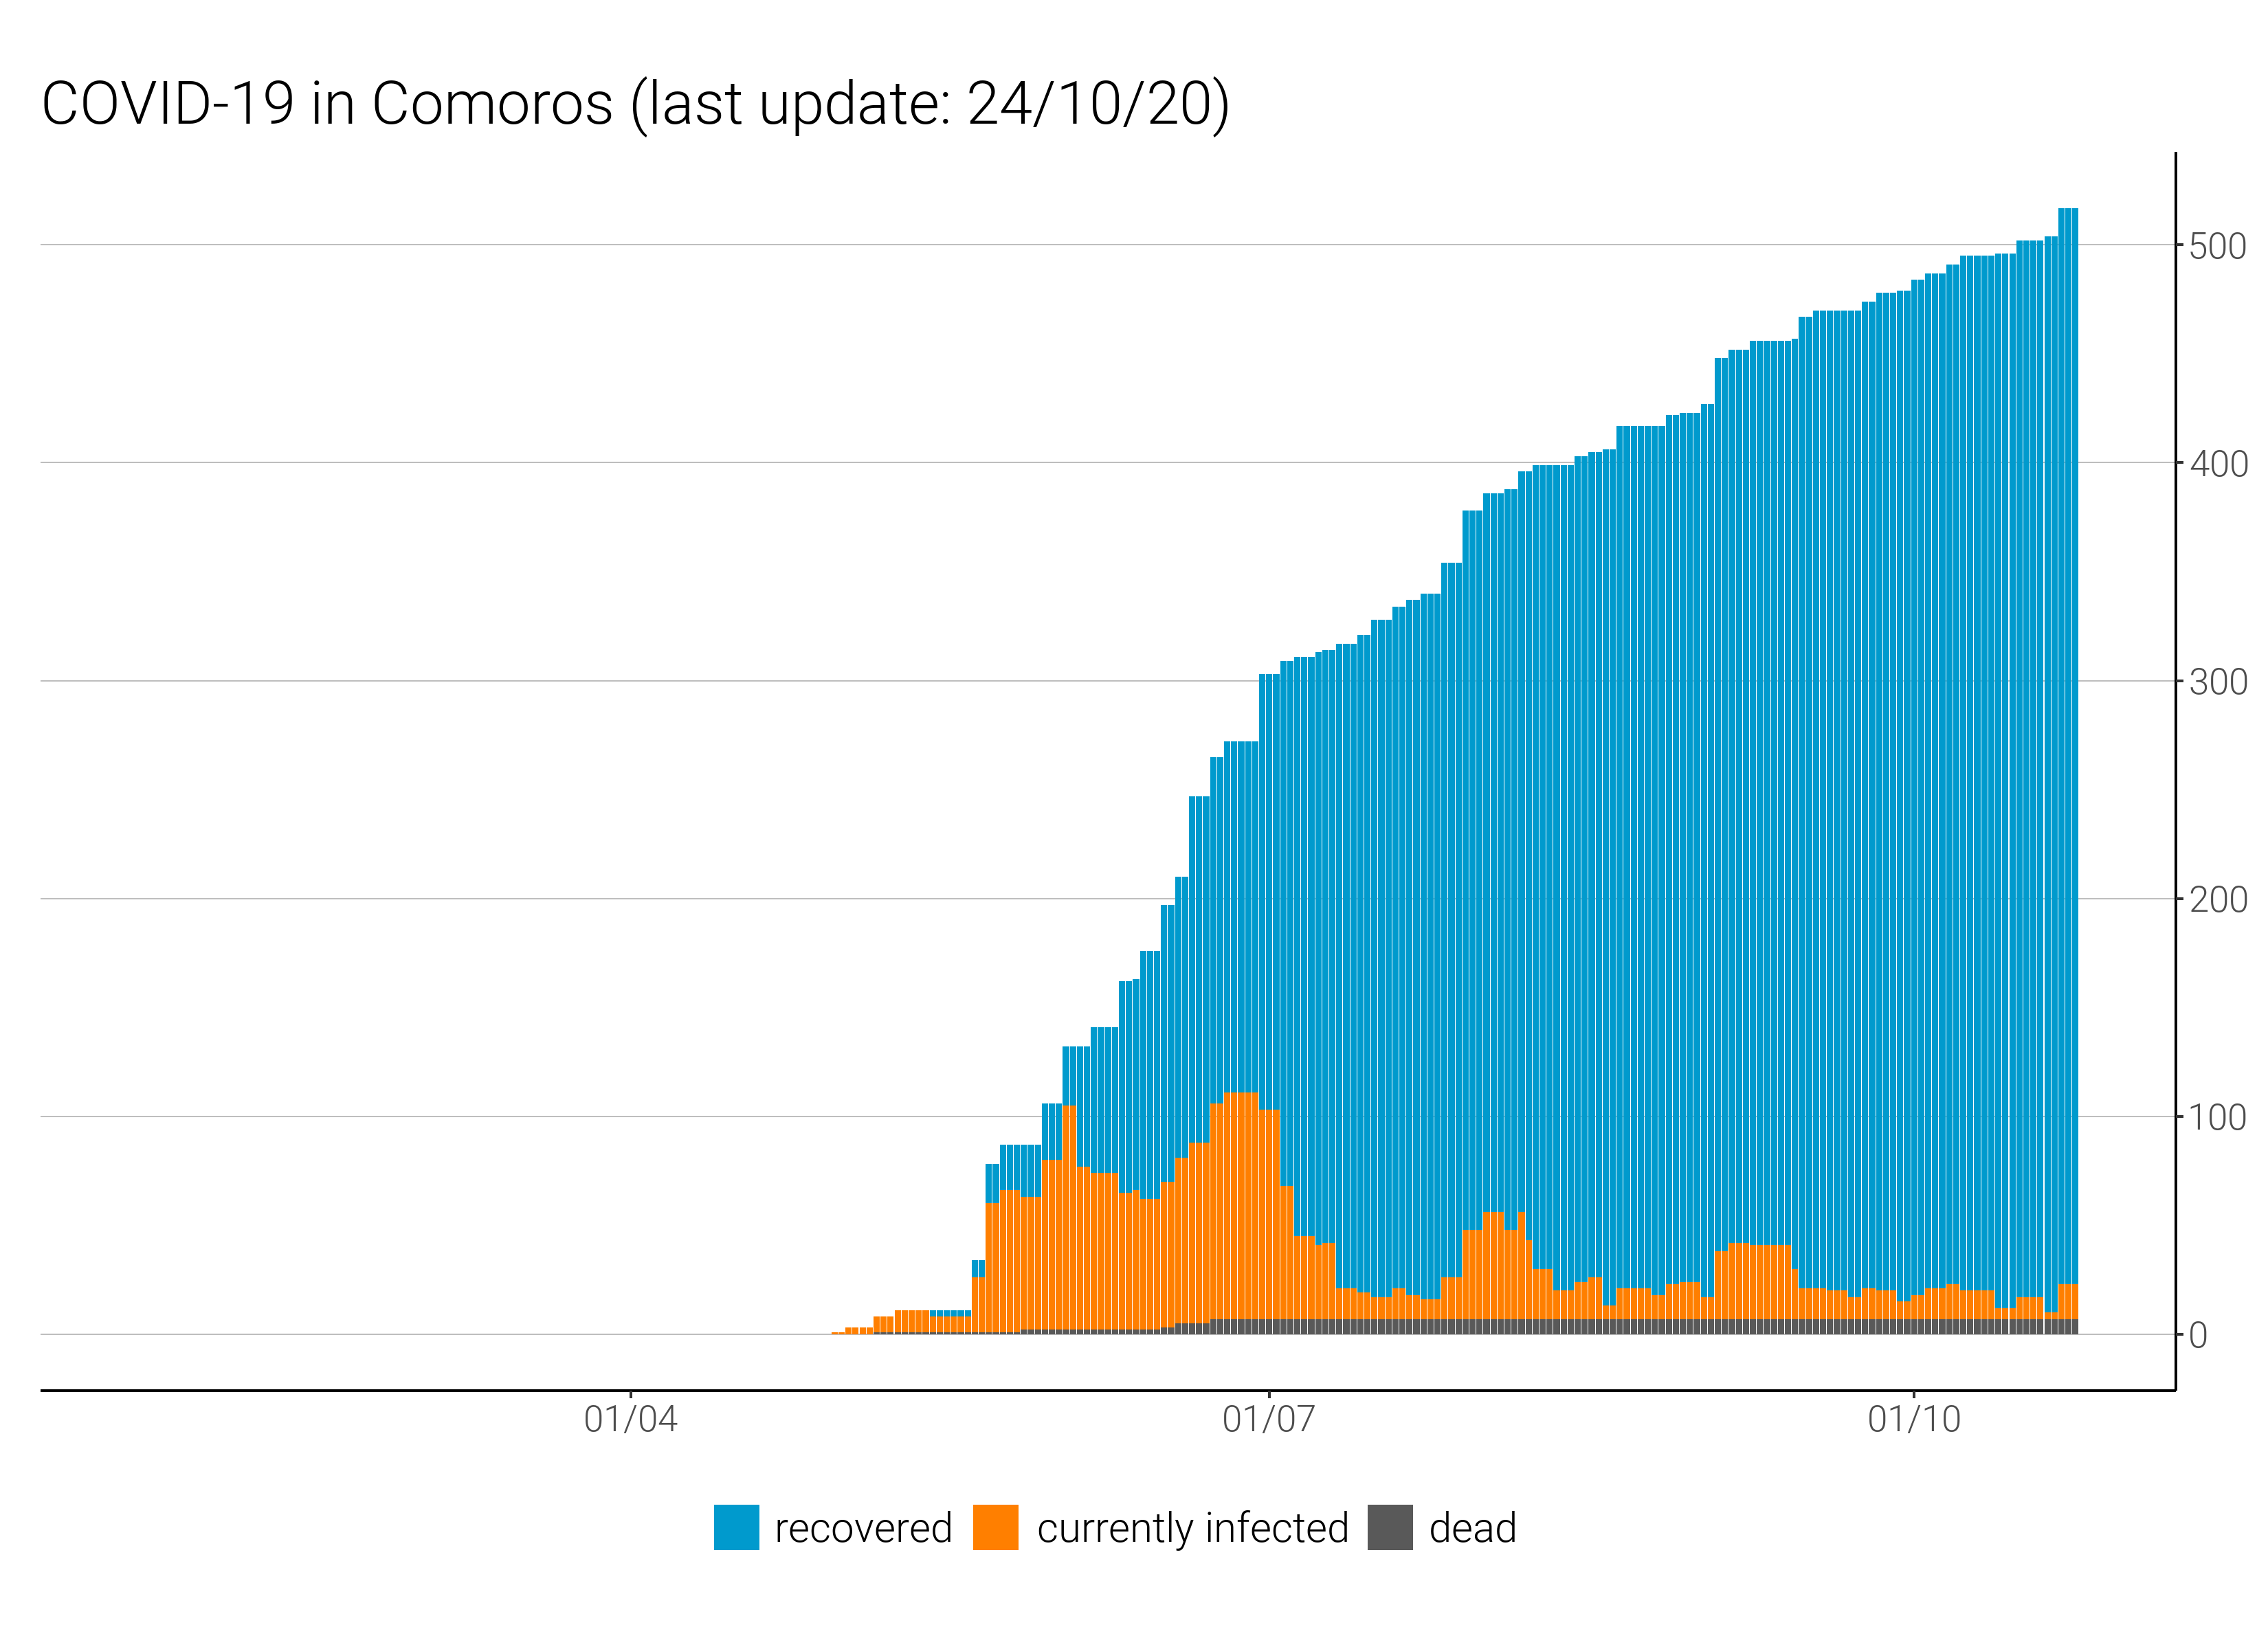 COVID-19 in Comoros (last update: 24/10/20)
500
400
300
200
100
0
01/04 01/07 01/10
recovered currently infected dead